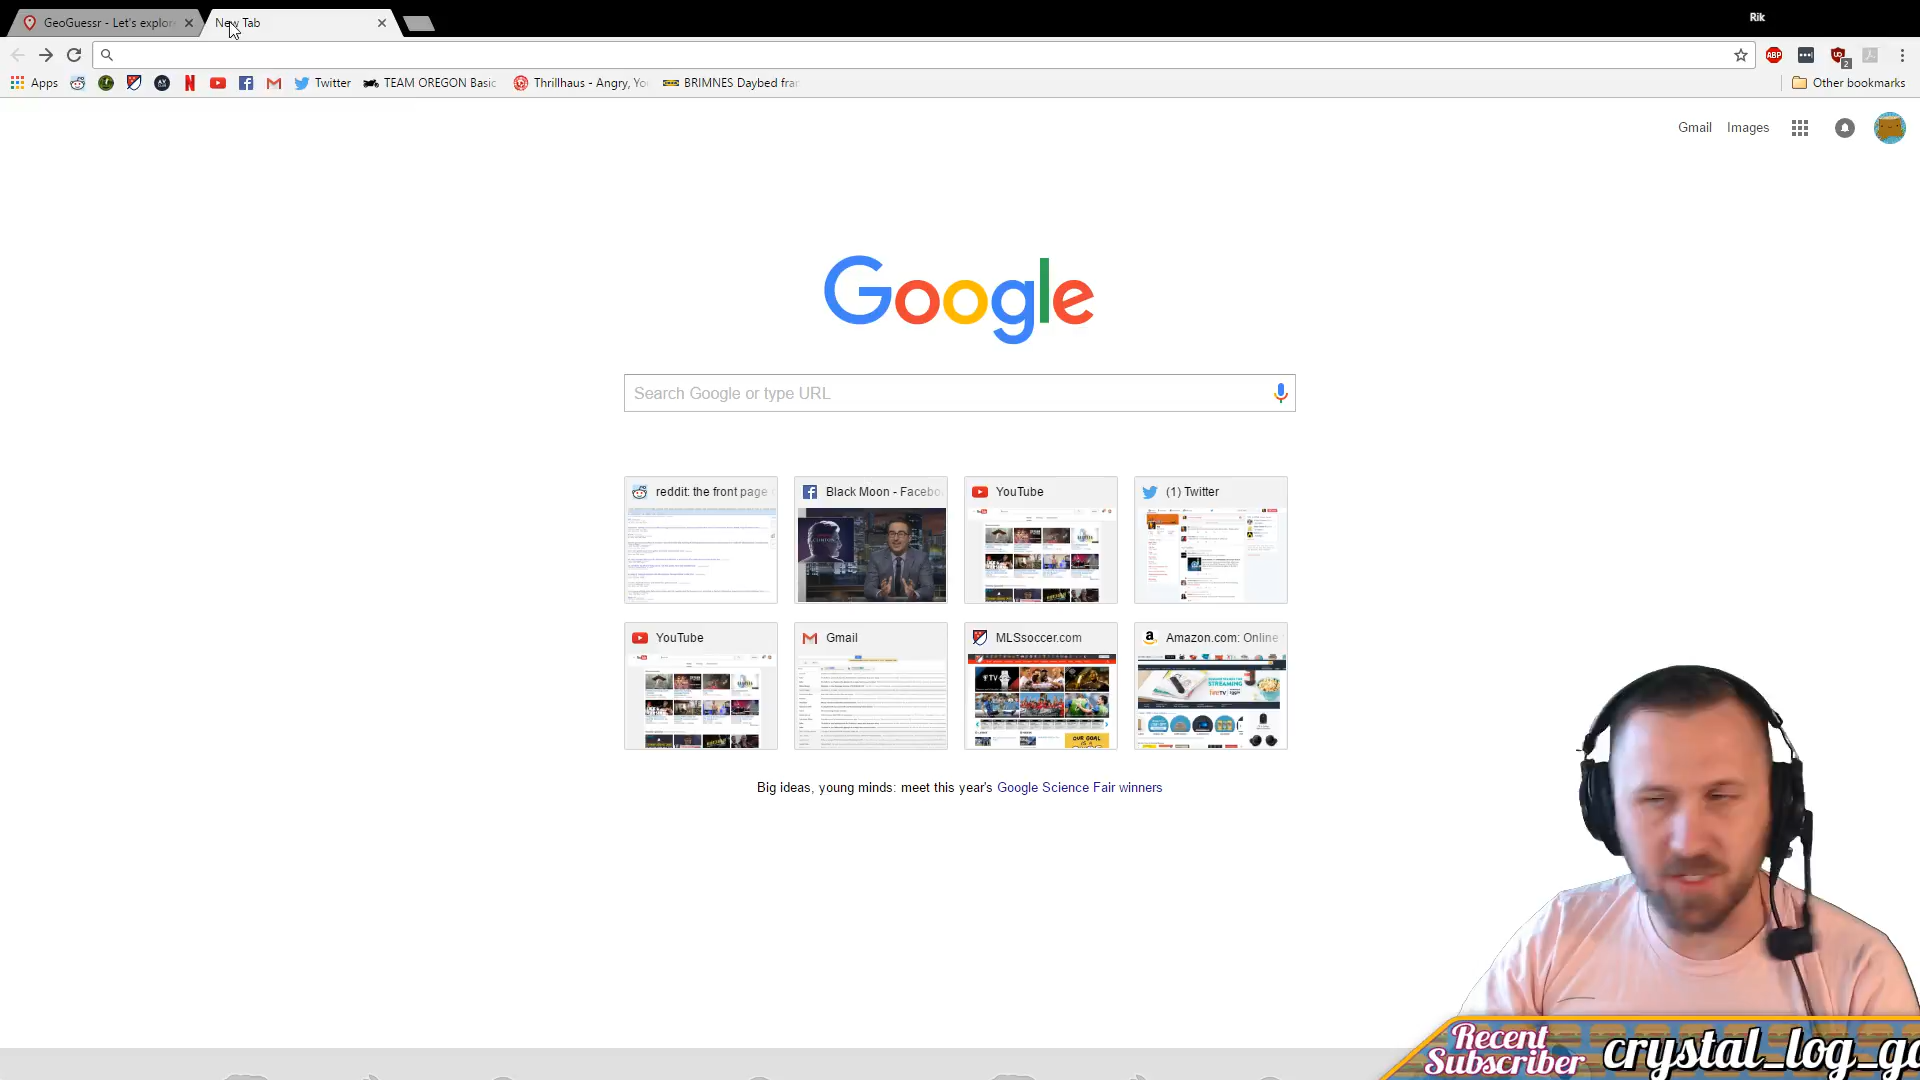 GeoGuessr - Let's explor
New Tab
Rik
ABP
2
Apps
Twitter
TEAM OREGON Basic
Thrillhaus - Angry, Yo
BRIMNES Daybed fra
Other bookmarks
Gmail
Images
Google
Search Google or type URL
reddit: the front page
Black Moon - Facebo
YouTube
(1) Twitter
YouTube
Gmail
MLSsoccer.com
Amazon.com: Online
Big ideas, young minds: meet this year's Google Science Fair winners
Recent
Subscriber
crystal_log_ga